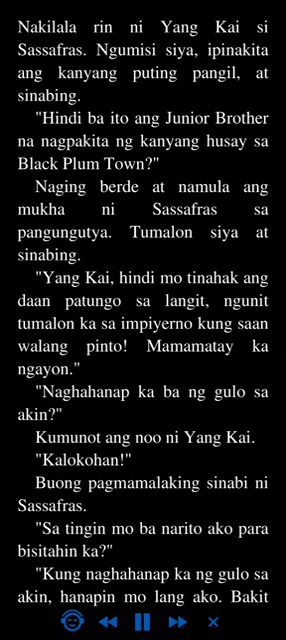 Nakilala rin ni Yang Kai si
Sassafras. Ngumisi siya, ipinakita
ang kanyang puting pangil, at
sinabing.
"Hindi ba ito ang Junior Brother
na nagpakita ng kanyang husay sa
Black Plum Town?"
Naging berde at namula ang
mukha ni Sassafras sa
pangungutya. Tumalon siya at
sinabing.
"Yang Kai, hindi mo tinahak ang
daan patungo sa langit, ngunit
tumalon ka sa impiyerno kung saan
walang pinto! Mamamatay ka
ngayon."
"Naghahanap ka ba ng gulo sa
akin?"
Kumunot ang noo ni Yang Kai.
"Kalokohan!"
Buong pagmamalaking sinabi ni
Sassafras.
"Sa tingin mo ba narito ako para
bisitahin ka?"
"Kung naghahanap ka ng gulo sa
akin, hanapin mo lang ako. Bakit